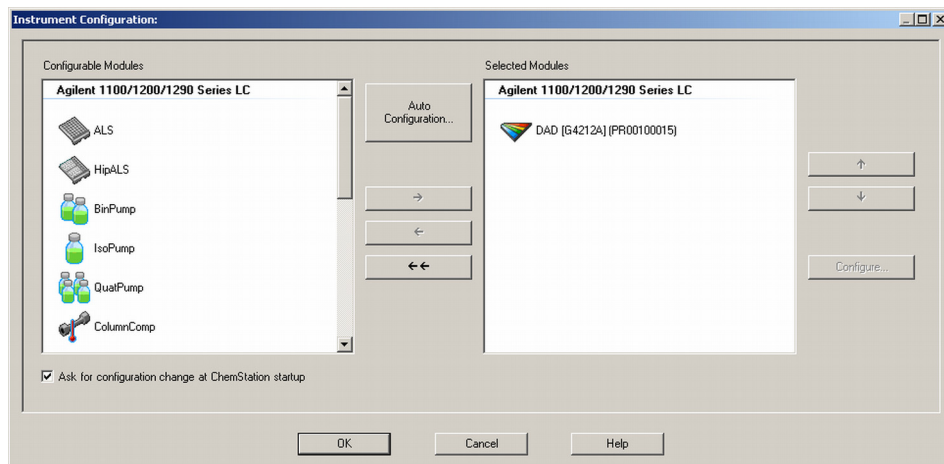 Instrument Configuration:
Configurable Modules
Selected Modules
Agilent 1100/1200/1290 Series LC
ALS
HipALS
BinPump
IsoPump
QuatPump
ColumnComp
Auto
Configuration...
Agilent 1100/1200/1290 Series LC
DAD [G4212A] (PR00100015)
Configure...
Ask for configuration change at ChemStation startup
OK
Cancel
Help